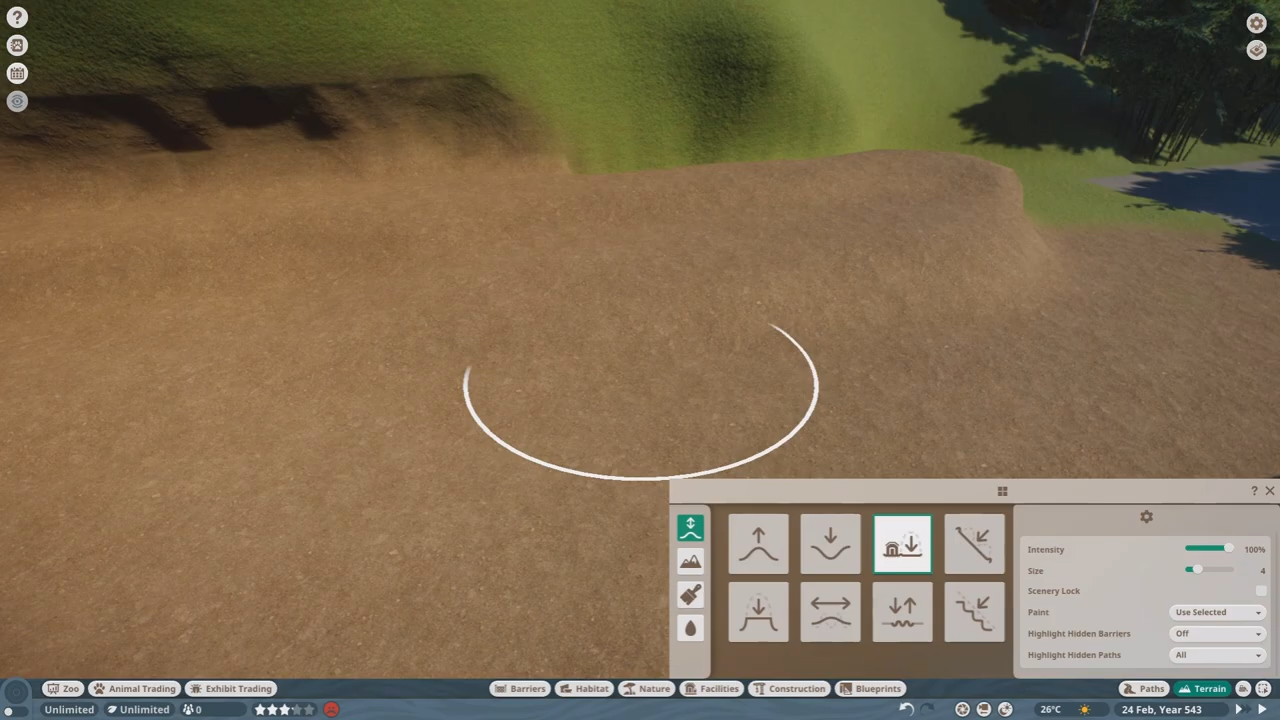 ?
? ×
Intensity 100%
Size 4
Scenery Lock
Paint Use Selected
Highlight Hidden Barriers Off
Highlight Hidden Paths All
Zoo Animal Trading Exhibit Trading Barriers Habitat Nature Facilities Construction Blueprints Paths Terrain
Unlimited Unlimited 0 26°C 24 Feb, Year 543